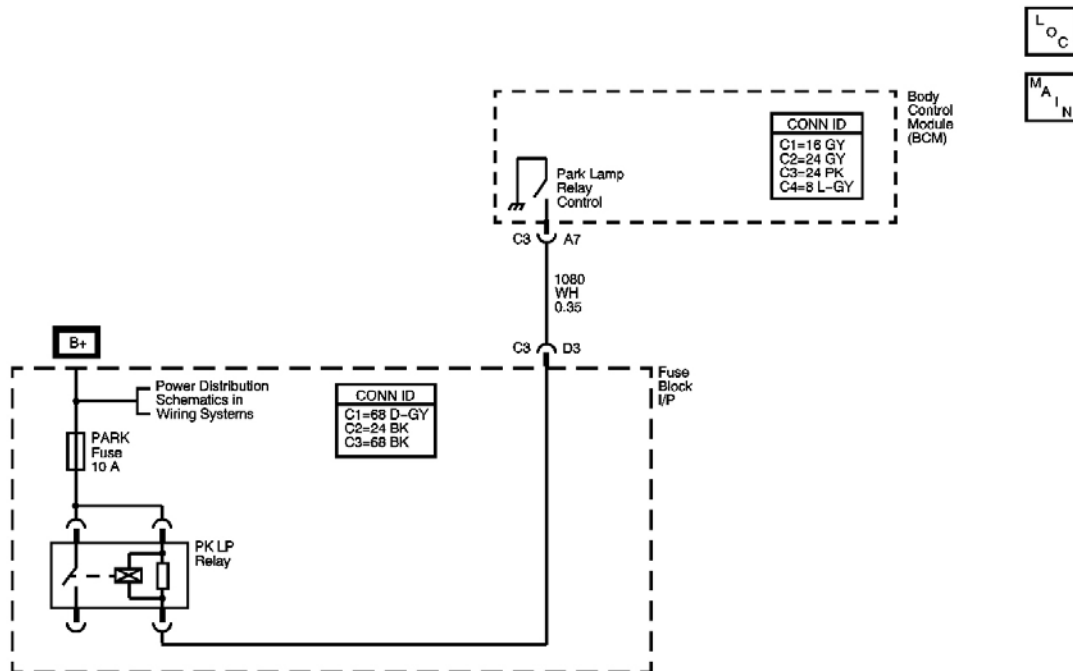 LOC
MAIN
Body
Control
Module
(BCM)
CONN ID
C1=16 GY
C2=24 GY
C3=24 PK
C4=8 L-GY
Park Lamp
Relay
Control
C3 A7
1080
WH
0.35
B+
C3 D3
Fuse
Block
I/P
Power Distribution
Schematics in
Wiring Systems
CONN ID
C1=68 D-GY
C2=24 BK
C3=68 BK
PARK
Fuse
10 A
PK LP
Relay